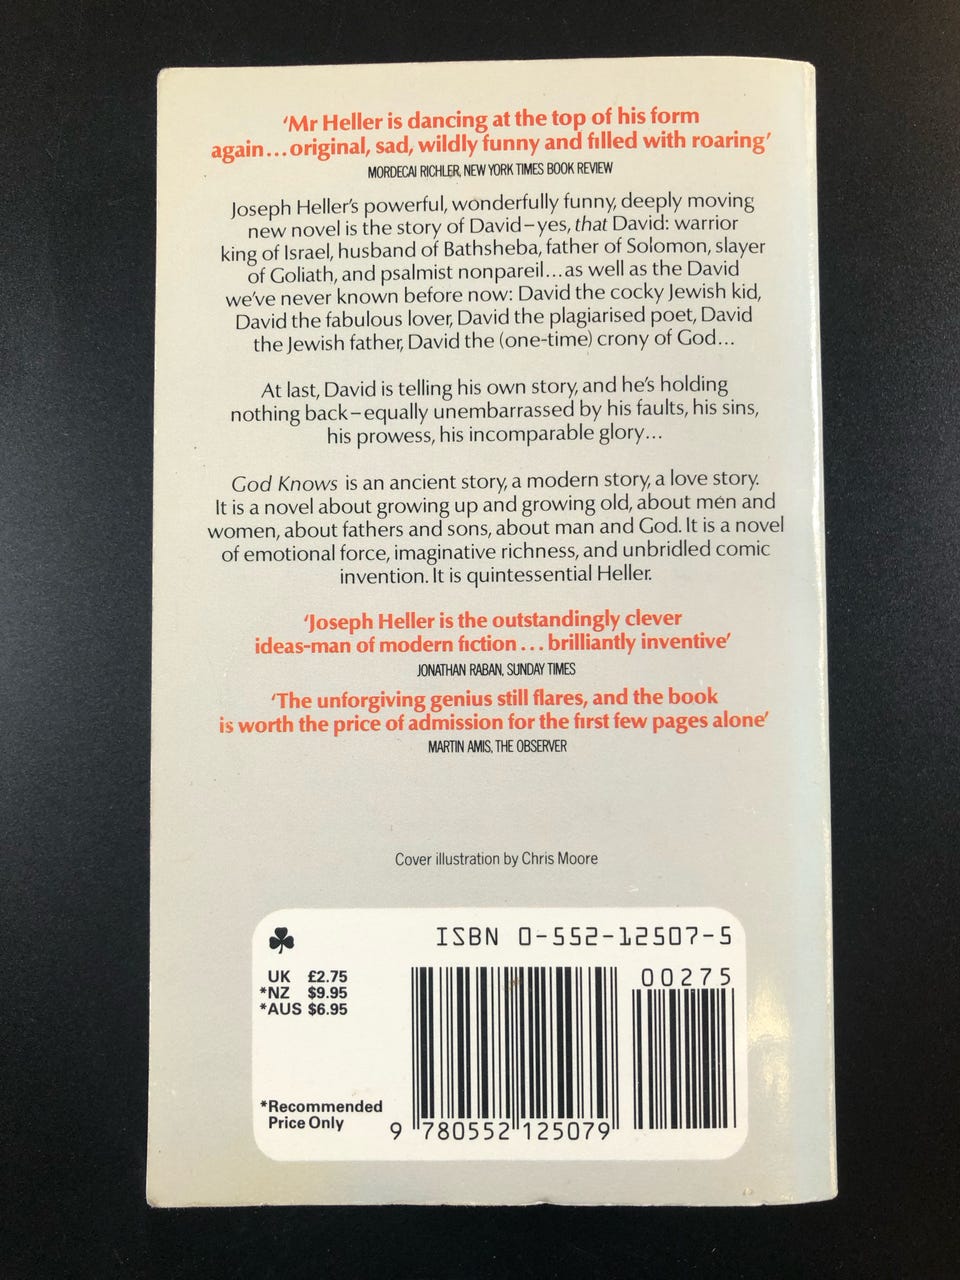 ‘Mr Heller is dancing at the top of his form
again...original, sad, wildly funny and filled with roaring’
MORDECAI RICHLER, NEW YORK TIMES BOOK REVIEW
Joseph Heller's powerful, wonderfully funny, deeply moving
new novel is the story of David–yes, that David: warrior
king of Israel, husband of Bathsheba, father of Solomon, slayer
of Goliath, and psalmist nonpareil...as well as the David
we've never known before now: David the cocky Jewish kid,
David the fabulous lover, David the plagiarised poet, David
the Jewish father, David the (one-time) crony of God...
At last, David is telling his own story, and he's holding
nothing back–equally unembarrassed by his faults, his sins,
his prowess, his incomparable glory...
God Knows is an ancient story, a modern story, a love story.
It is a novel about growing up and growing old, about men and
women, about fathers and sons, about man and God. It is a novel
of emotional force, imaginative richness, and unbridled comic
invention. It is quintessential Heller.
‘Joseph Heller is the outstandingly clever
ideas-man of modern fiction...brilliantly inventive’
JONATHAN RABAN, SUNDAY TIMES
‘The unforgiving genius still flares, and the book
is worth the price of admission for the first few pages alone’
MARTIN AMIS, THE OBSERVER
Cover illustration by Chris Moore
ISBN 0-552-12507-5
00275
UK £2.75
*NZ $9.95
*AUS $6.95
*Recommended
Price Only
9 780552 125079